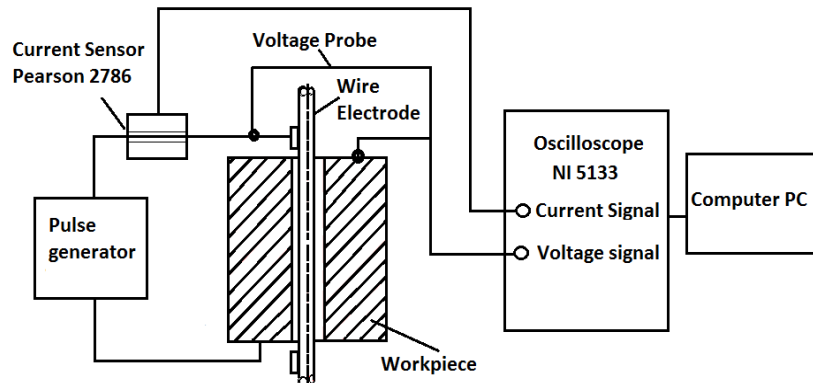 Current Sensor
Pearson 2786
Voltage Probe
Wire
Electrode
Oscilloscope
NI 5133
Current Signal
Voltage signal
Computer PC
Pulse
generator
Workpiece